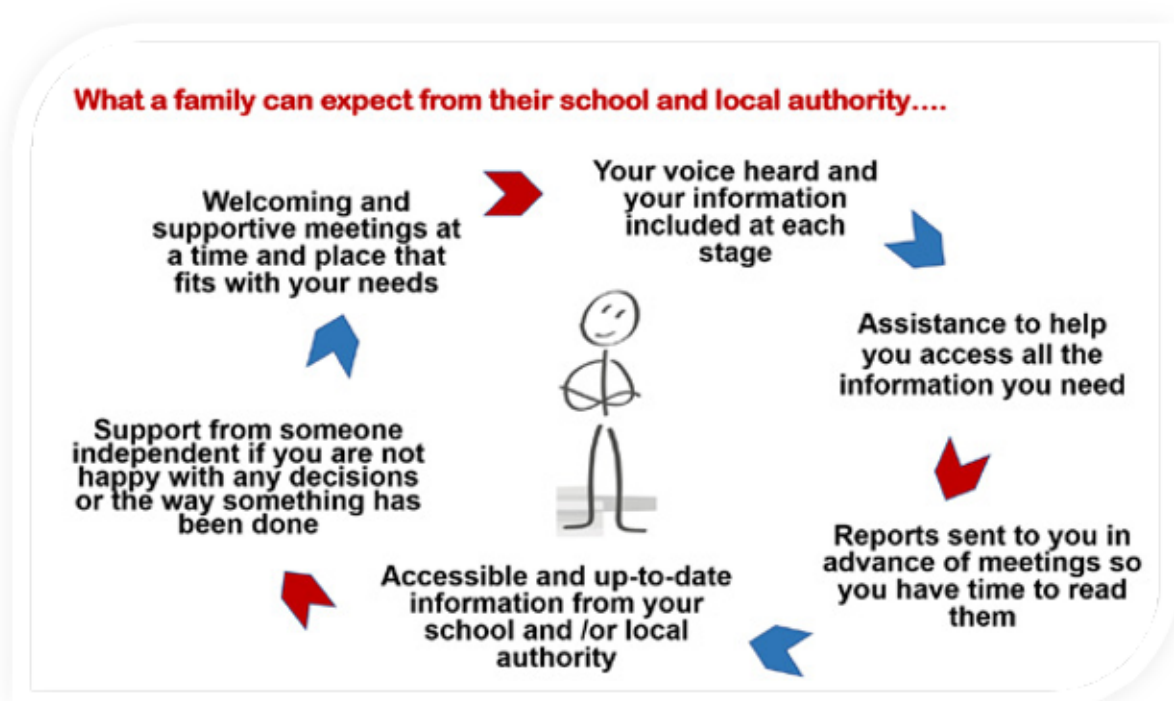 What a family can expect from their school and local authority....
Welcoming and
supportive meetings at
a time and place that
fits with your needs
Your voice heard and
your information
included at each
stage
Assistance to help
you access all the
information you need
Reports sent to you in
advance of meetings so
you have time to read
them
Accessible and up-to-date
information from your
school and /or local
authority
Support from someone
independent if you are not
happy with any decisions
or the way something has
been done